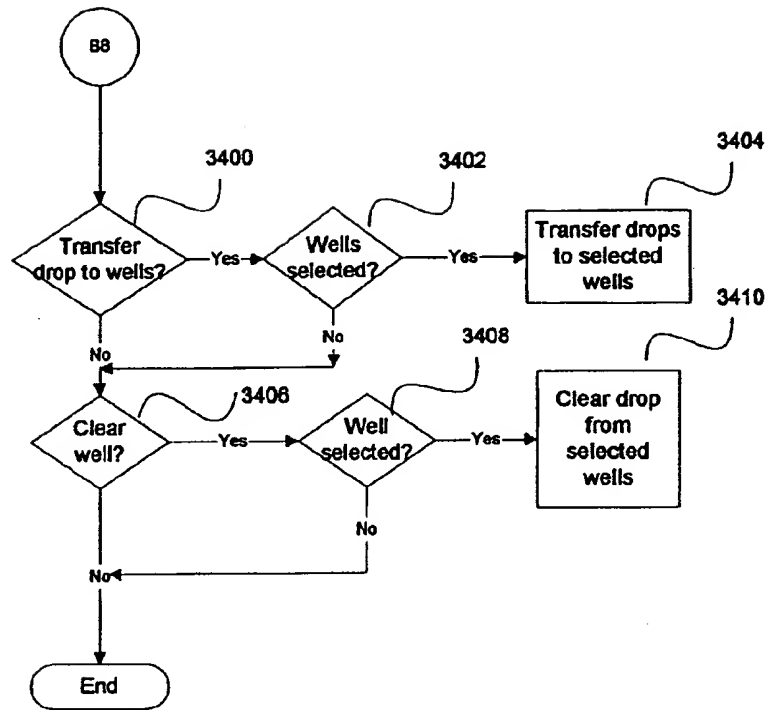 B8
3400
3402
3404
Transfer
drop to wells?
Yes
Wells
selected?
Yes
Transfer drops
to selected
wells
No
No
3406
3408
3410
Clear
well?
Yes
Well
selected?
Yes
Clear drop
from
selected
wells
No
No
End